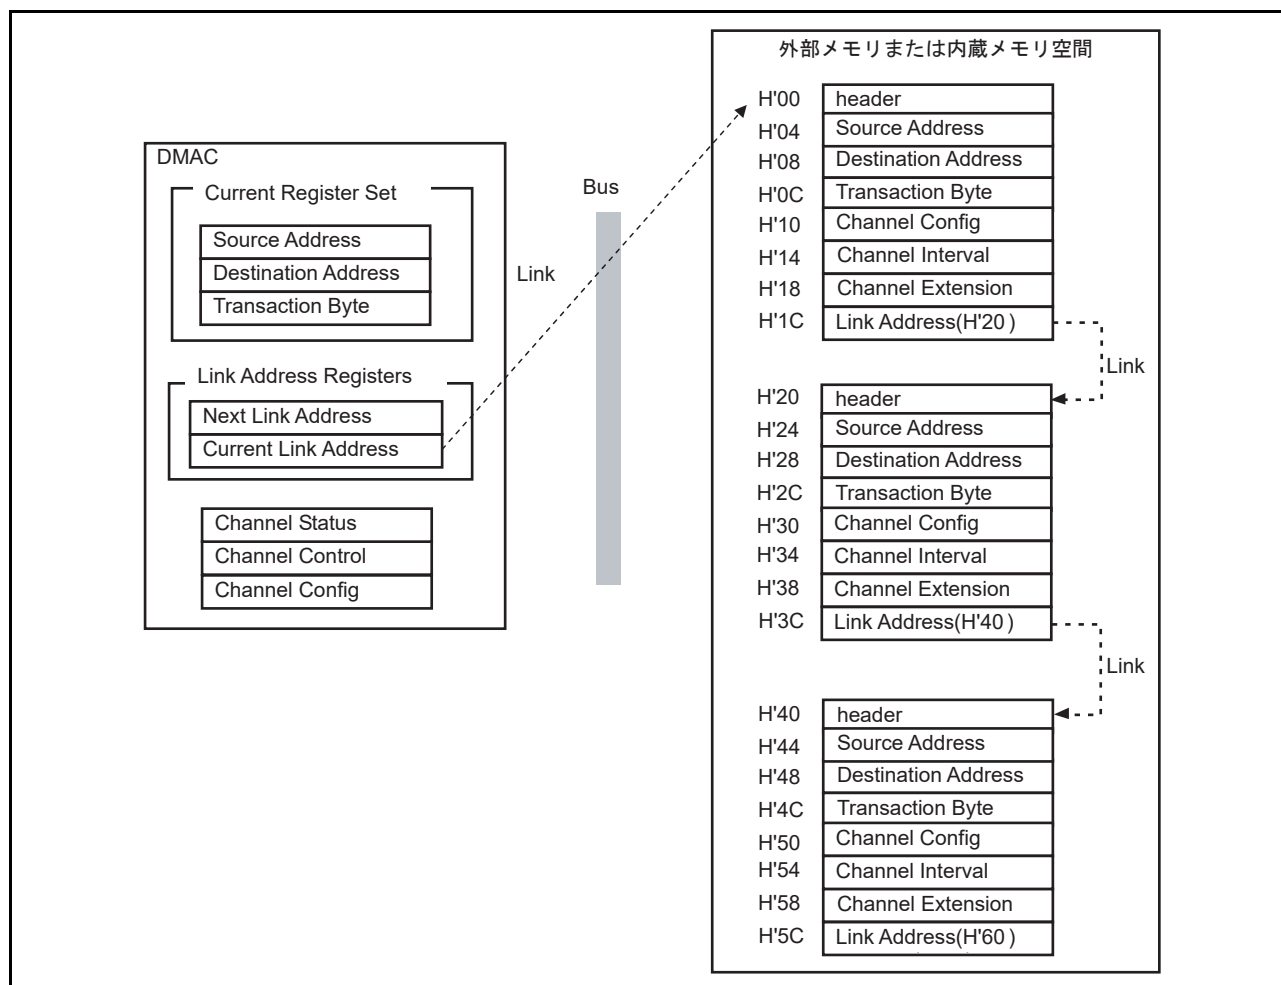 DMAC
Current Register Set
Source Address
Destination Address
Transaction Byte
Link Address Registers
Next Link Address
Current Link Address
Channel Status
Channel Control
Channel Config
Link
Bus
外部メモリまたは内蔵メモリ空間
H'00 header
H'04 Source Address
H'08 Destination Address
H'0C Transaction Byte
H'10 Channel Config
H'14 Channel Interval
H'18 Channel Extension
H'1C Link Address(H'20 )
Link
H'20 header
H'24 Source Address
H'28 Destination Address
H'2C Transaction Byte
H'30 Channel Config
H'34 Channel Interval
H'38 Channel Extension
H'3C Link Address(H'40 )
Link
H'40 header
H'44 Source Address
H'48 Destination Address
H'4C Transaction Byte
H'50 Channel Config
H'54 Channel Interval
H'58 Channel Extension
H'5C Link Address(H'60 )